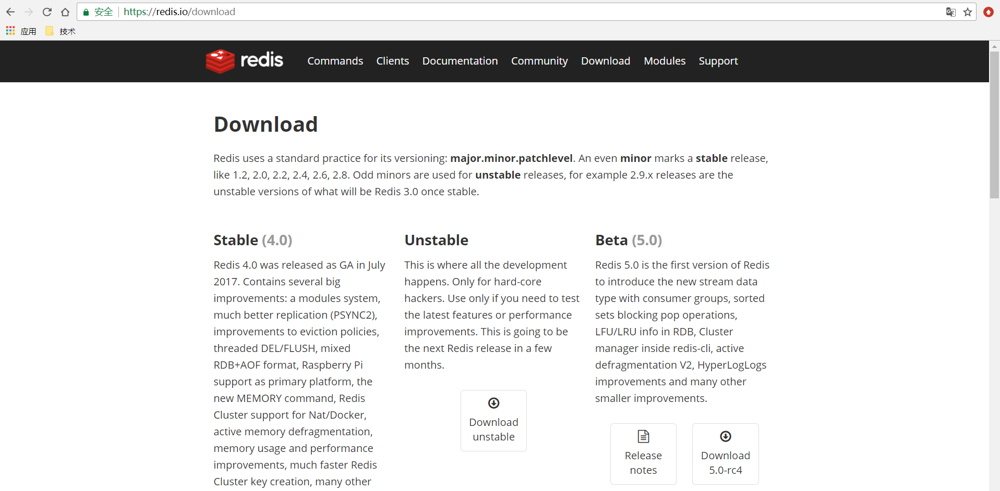 安全 https://redis.io/download
应用 技术
redis Commands Clients Documentation Community Download Modules Support
Download
Redis uses a standard practice for its versioning: major.minor.patchlevel. An even minor marks a stable release,
like 1.2, 2.0, 2.2, 2.4, 2.6, 2.8. Odd minors are used for unstable releases, for example 2.9.x releases are the
unstable versions of what will be Redis 3.0 once stable.
Stable (4.0)
Redis 4.0 was released as GA in July
2017. Contains several big
improvements: a modules system,
much better replication (PSYNC2),
improvements to eviction policies,
threaded DEL/FLUSH, mixed
RDB+AOF format, Raspberry Pi
support as primary platform, the
new MEMORY command, Redis
Cluster support for Nat/Docker,
active memory defragmentation,
memory usage and performance
improvements, much faster Redis
Cluster key creation, many other
Unstable
This is where all the development
happens. Only for hard-core
hackers. Use only if you need to test
the latest features or performance
improvements. This is going to be
the next Redis release in a few
months.
Download
unstable
Beta (5.0)
Redis 5.0 is the first version of Redis
to introduce the new stream data
type with consumer groups, sorted
sets blocking pop operations,
LFU/LRU info in RDB, Cluster
manager inside redis-cli, active
defragmentation V2, HyperLogLogs
improvements and many other
smaller improvements.
Release
notes
Download
5.0-rc4